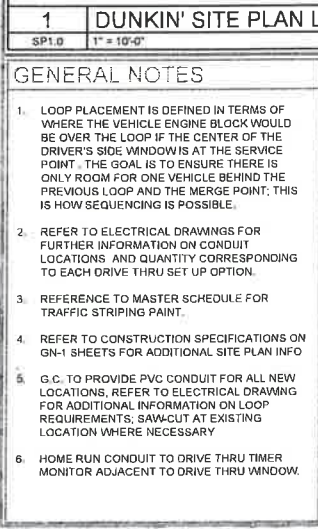 1 DUNKIN' SITE PLAN L
SP1.0 1" = 10'-0"
GENERAL NOTES
1. LOOP PLACEMENT IS DEFINED IN TERMS OF
WHERE THE VEHICLE ENGINE BLOCK WOULD
BE OVER THE LOOP IF THE CENTER OF THE
DRIVER'S SIDE WINDOW IS AT THE SERVICE
POINT. THE GOAL IS TO ENSURE THERE IS
ONLY ROOM FOR ONE VEHICLE BEHIND THE
PREVIOUS LOOP AND THE MERGE POINT; THIS
IS HOW SEQUENCING IS POSSIBLE.
2. REFER TO ELECTRICAL DRAWINGS FOR
FURTHER INFORMATION ON CONDUIT
LOCATIONS AND QUANTITY CORRESPONDING
TO EACH DRIVE THRU SET UP OPTION.
3. REFERENCE TO MASTER SCHEDULE FOR
TRAFFIC STRIPING PAINT.
4. REFER TO CONSTRUCTION SPECIFICATIONS ON
GN-1 SHEETS FOR ADDITIONAL SITE PLAN INFO
5. G.C. TO PROVIDE PVC CONDUIT FOR ALL NEW
LOCATIONS, REFER TO ELECTRICAL DRAWING
FOR ADDITIONAL INFORMATION ON LOOP
REQUIREMENTS; SAW-CUT AT EXISTING
LOCATION WHERE NECESSARY
6. HOME RUN CONDUIT TO DRIVE THRU TIMER
MONITOR ADJACENT TO DRIVE THRU WINDOW.